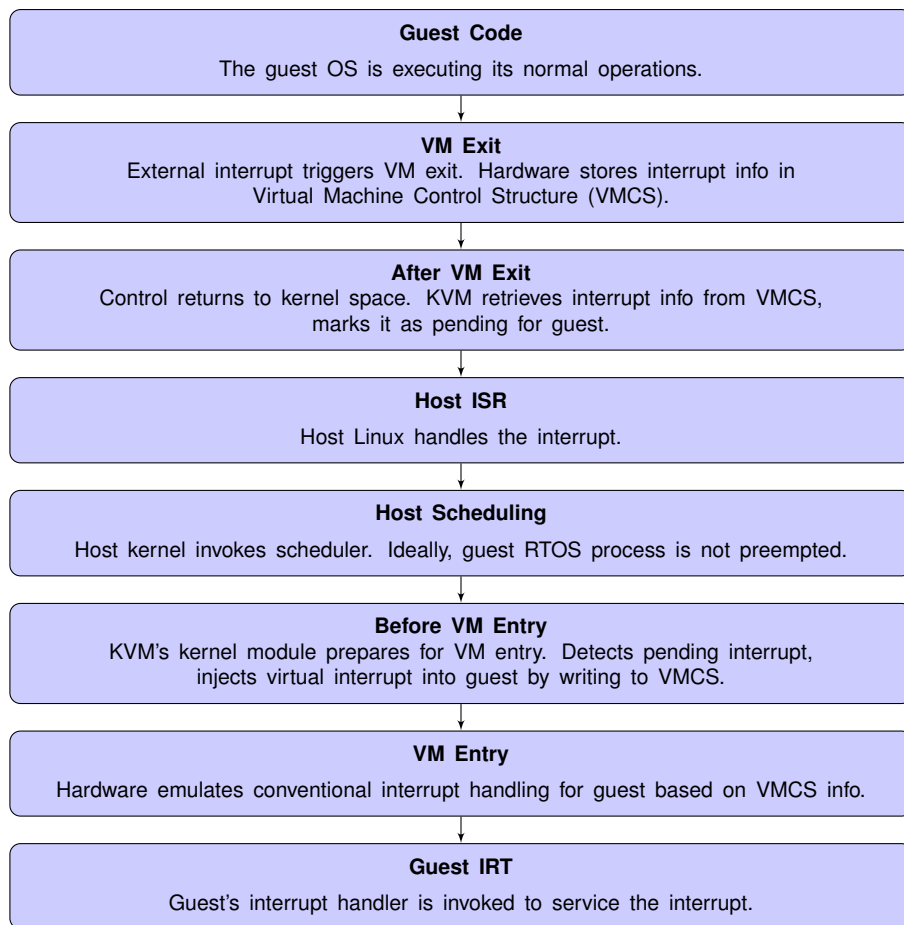 Guest Code
The guest OS is executing its normal operations.
VM Exit
External interrupt triggers VM exit. Hardware stores interrupt info in
Virtual Machine Control Structure (VMCS).
After VM Exit
Control returns to kernel space. KVM retrieves interrupt info from VMCS,
marks it as pending for guest.
Host ISR
Host Linux handles the interrupt.
Host Scheduling
Host kernel invokes scheduler. Ideally, guest RTOS process is not preempted.
Before VM Entry
KVM's kernel module prepares for VM entry. Detects pending interrupt,
injects virtual interrupt into guest by writing to VMCS.
VM Entry
Hardware emulates conventional interrupt handling for guest based on VMCS info.
Guest IRT
Guest's interrupt handler is invoked to service the interrupt.